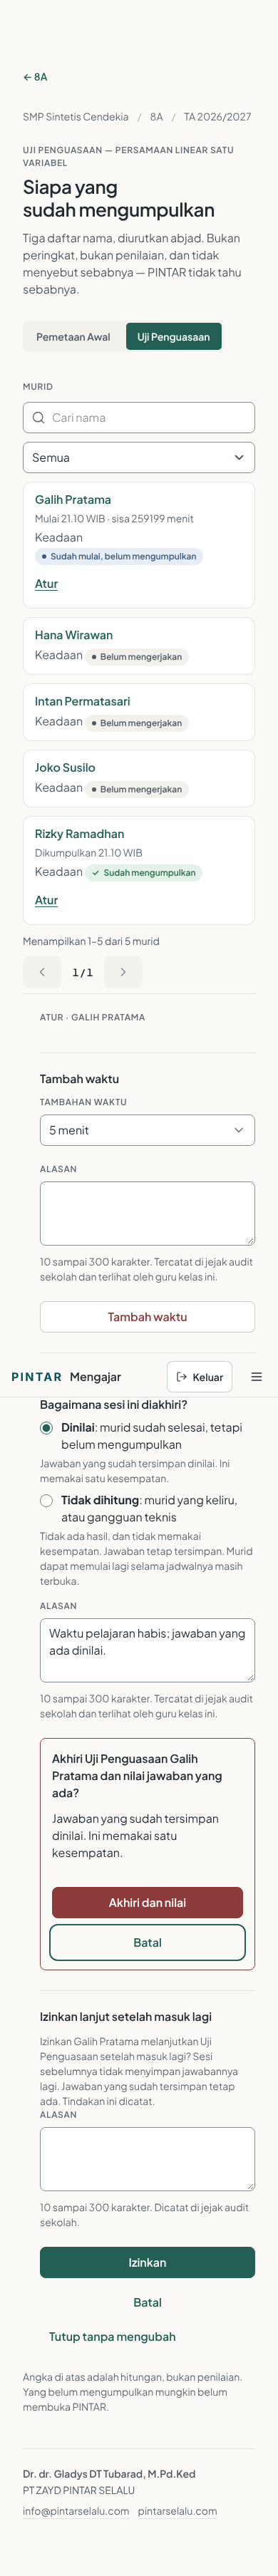 ← 8A
SMP Sintetis Cendekia / 8A / TA 2026/2027
UJI PENGUASAAN — PERSAMAAN LINEAR SATU
VARIABEL
Siapa yang
sudah mengumpulkan
Tiga daftar nama, diurutkan abjad. Bukan
peringkat, bukan penilaian, dan tidak
menyebut sebabnya — PINTAR tidak tahu
sebabnya.
Pemetaan Awal
Uji Penguasaan
MURID
Cari nama
Semua
Galih Pratama
Mulai 21.10 WIB · sisa 259199 menit
Keadaan
Sudah mulai, belum mengumpulkan
Atur
Hana Wirawan
Keadaan Belum mengerjakan
Intan Permatasari
Keadaan Belum mengerjakan
Joko Susilo
Keadaan Belum mengerjakan
Rizky Ramadhan
Dikumpulkan 21.10 WIB
Keadaan ✓ Sudah mengumpulkan
Atur
Menampilkan 1–5 dari 5 murid
1/1
ATUR · GALIH PRATAMA
Tambah waktu
TAMBAHAN WAKTU
5 menit
ALASAN
10 sampai 300 karakter. Tercatat di jejak audit
sekolah dan terlihat oleh guru kelas ini.
Tambah waktu
PINTAR Mengajar
Keluar
Bagaimana sesi ini diakhiri?
Dinilai: murid sudah selesai, tetapi
belum mengumpulkan
Jawaban yang sudah tersimpan dinilai. Ini
memakai satu kesempatan.
Tidak dihitung: murid yang keliru,
atau gangguan teknis
Tidak ada hasil, dan tidak memakai
kesempatan. Jawaban tetap tersimpan. Murid
dapat memulai lagi selama jadwalnya masih
terbuka.
ALASAN
Waktu pelajaran habis; jawaban yang
ada dinilai.
10 sampai 300 karakter. Tercatat di jejak audit
sekolah dan terlihat oleh guru kelas ini.
Akhiri Uji Penguasaan Galih
Pratama dan nilai jawaban yang
ada?
Jawaban yang sudah tersimpan
dinilai. Ini memakai satu
kesempatan.
Akhiri dan nilai
Batal
Izinkan lanjut setelah masuk lagi
Izinkan Galih Pratama melanjutkan Uji
Penguasaan setelah masuk lagi? Sesi
sebelumnya tidak menyimpan jawabannya
lagi. Jawaban yang sudah tersimpan tetap
ada. Tindakan ini dicatat.
ALASAN
10 sampai 300 karakter. Dicatat di jejak audit
sekolah.
Izinkan
Batal
Tutup tanpa mengubah
Angka di atas adalah hitungan, bukan penilaian.
Yang belum mengumpulkan mungkin belum
membuka PINTAR.
Dr. dr. Gladys DT Tubarad, M.Pd.Ked
PT ZAYD PINTAR SELALU
info@pintarselalu.com pintarselalu.com